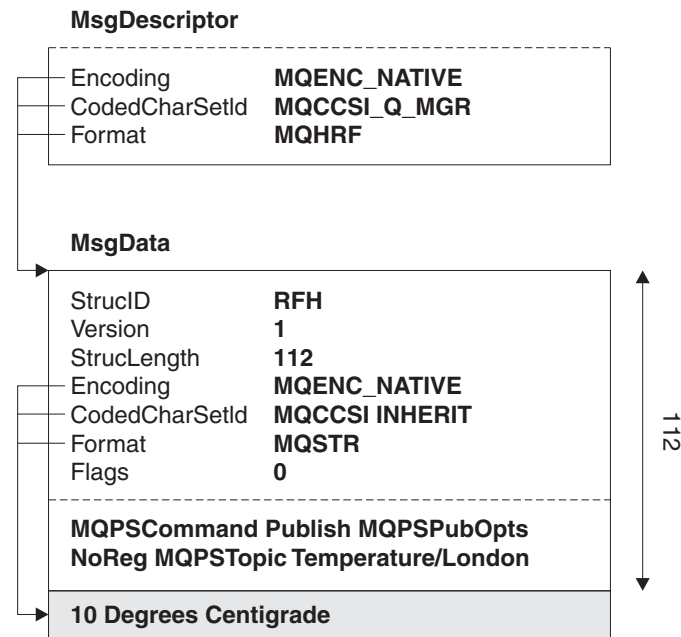 MsgDescriptor
Encoding MQENC_NATIVE
CodedCharSetId MQCCSI_Q_MGR
Format MQHRF
MsgData
StrucID RFH
Version 1
StrucLength 112
Encoding MQENC_NATIVE
CodedCharSetId MQCCSI INHERIT
Format MQSTR
Flags 0
112
MQPSCommand Publish MQPSPubOpts
NoReg MQPSTopic Temperature/London
10 Degrees Centigrade